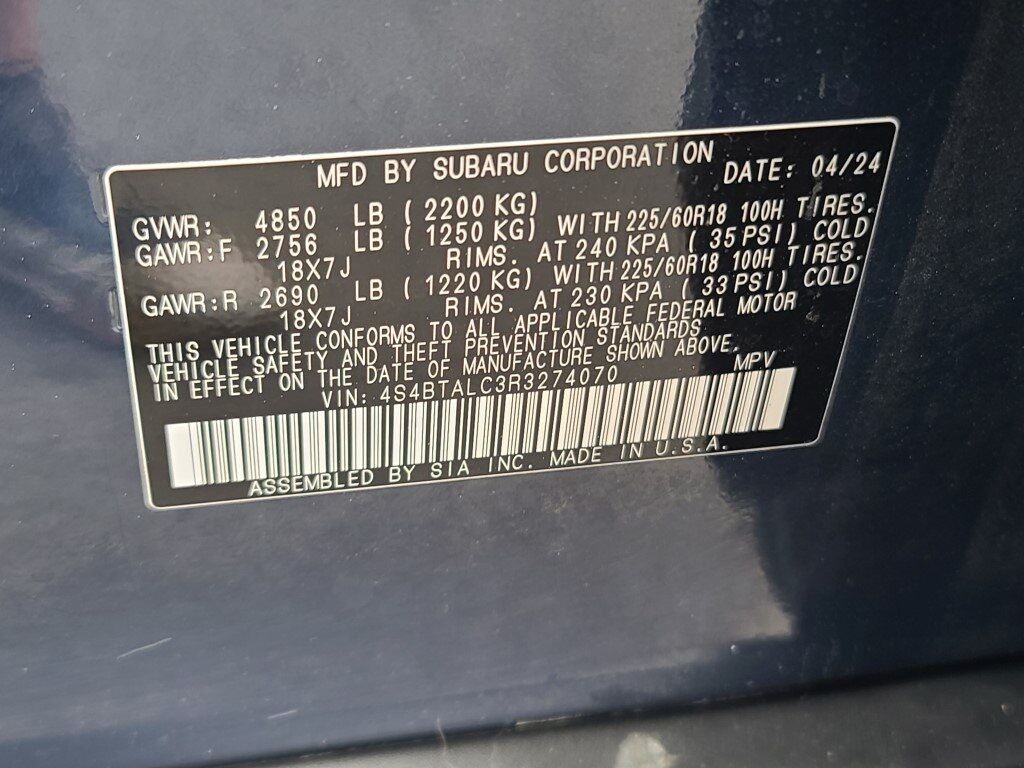 MFD BY SUBARU CORPORATION DATE: 04/24
GVWR: 4850 LB ( 2200 KG)
GAWR:F 2756 LB ( 1250 KG) WITH 225/60R18 100H TIRES.
18X7J RIMS. AT 240 KPA ( 35 PSI) COLD
GAWR:R 2690 LB ( 1220 KG) WITH 225/60R18 100H TIRES.
18X7J RIMS. AT 230 KPA ( 33 PSI) COLD
THIS VEHICLE CONFORMS TO ALL APPLICABLE FEDERAL MOTOR
VEHICLE SAFETY AND THEFT PREVENTION STANDARDS
IN EFFECT ON THE DATE OF MANUFACTURE SHOWN ABOVE.
VIN: 4S4BTALC3R3274070 MPV
ASSEMBLED BY SIA INC. MADE IN U.S.A.